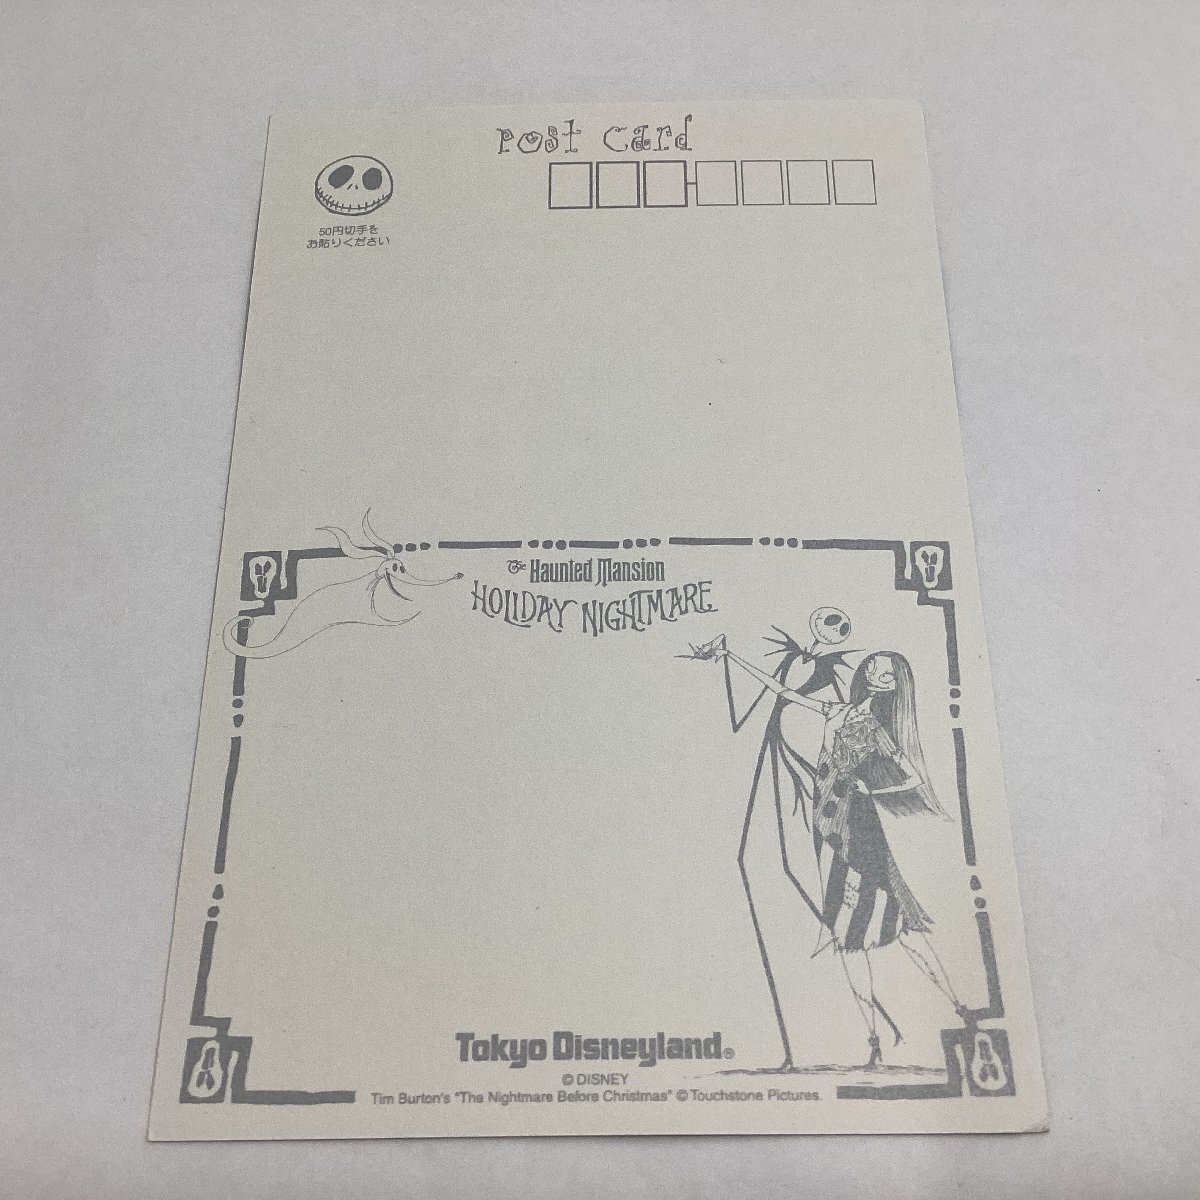 Post Card
50円切手を
お貼りください
The Haunted Mansion
HOLIDAY NIGHTMARE
Tokyo Disneyland®
© DISNEY
Tim Burton's "The Nightmare Before Christmas" © Touchstone Pictures.